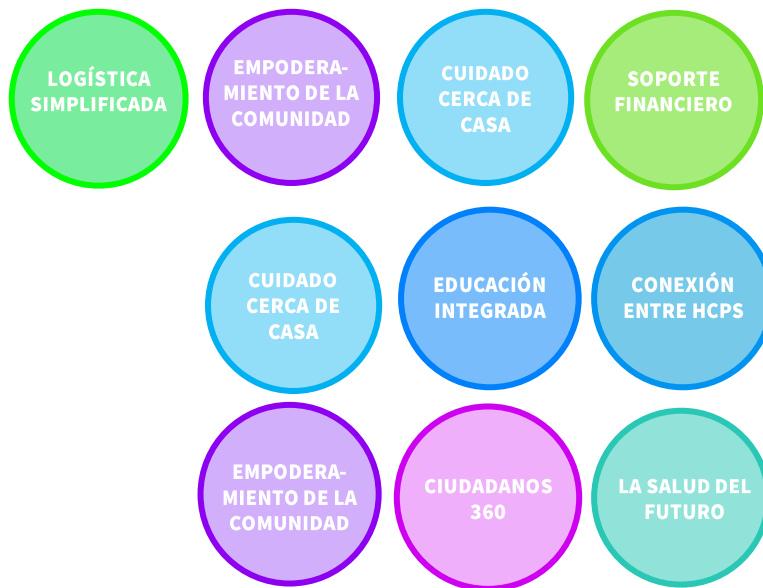 LOGÍSTICA
SIMPLIFICADA
EMPODERA-
MIENTO DE LA
COMUNIDAD
CUIDADO
CERCA DE
CASA
SOPORTE
FINANCIERO
CUIDADO
CERCA DE
CASA
EDUCACIÓN
INTEGRADA
CONEXIÓN
ENTRE HCPS
EMPODERA-
MIENTO DE LA
COMUNIDAD
CIUDADANOS
360
LA SALUD DEL
FUTURO